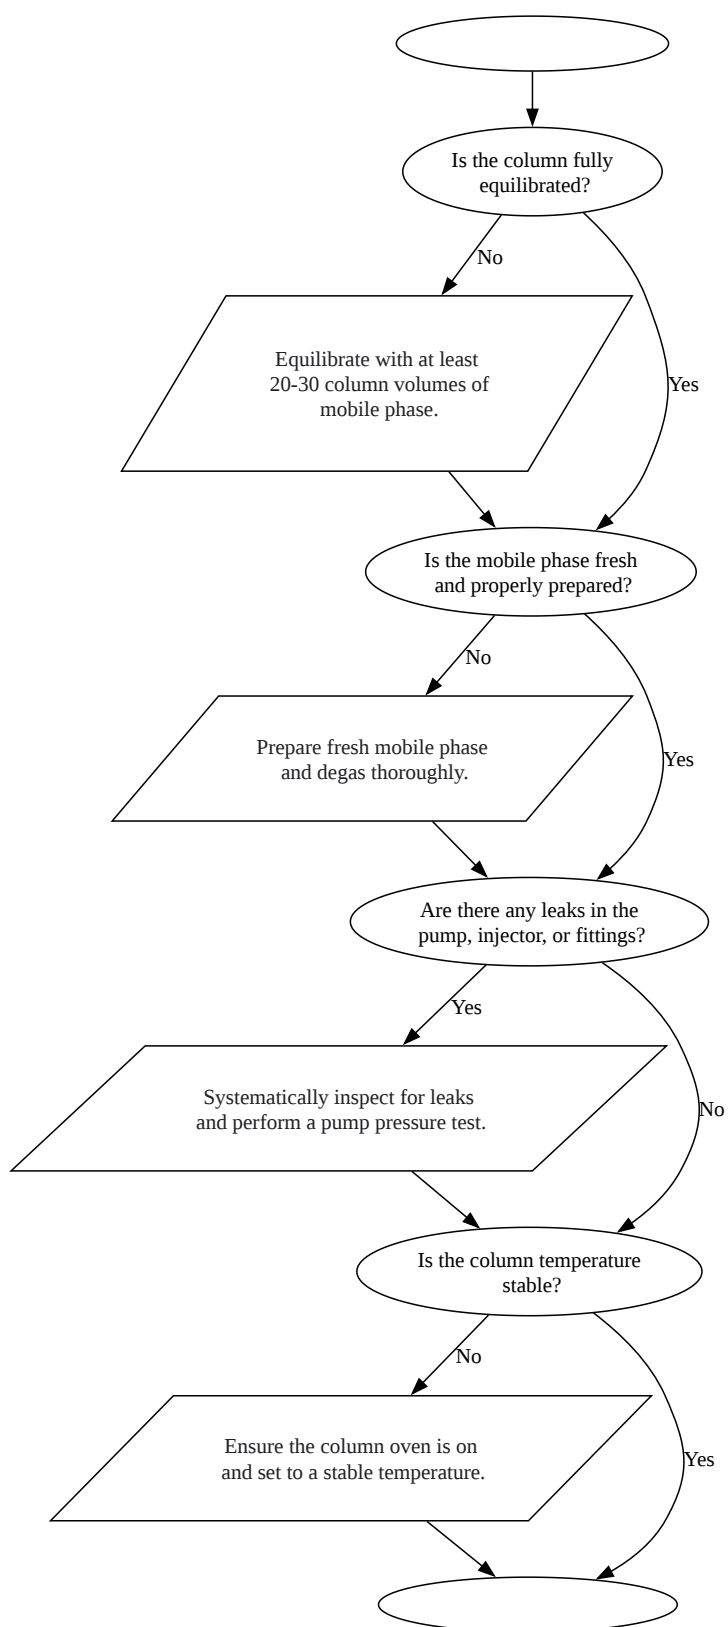 Is the column fully
equilibrated?
No
Equilibrate with at least
20-30 column volumes of
mobile phase.
Yes
Is the mobile phase fresh
and properly prepared?
No
Prepare fresh mobile phase
and degas thoroughly.
Yes
Are there any leaks in the
pump, injector, or fittings?
Yes
Systematically inspect for leaks
and perform a pump pressure test.
No
Is the column temperature
stable?
No
Ensure the column oven is on
and set to a stable temperature.
Yes